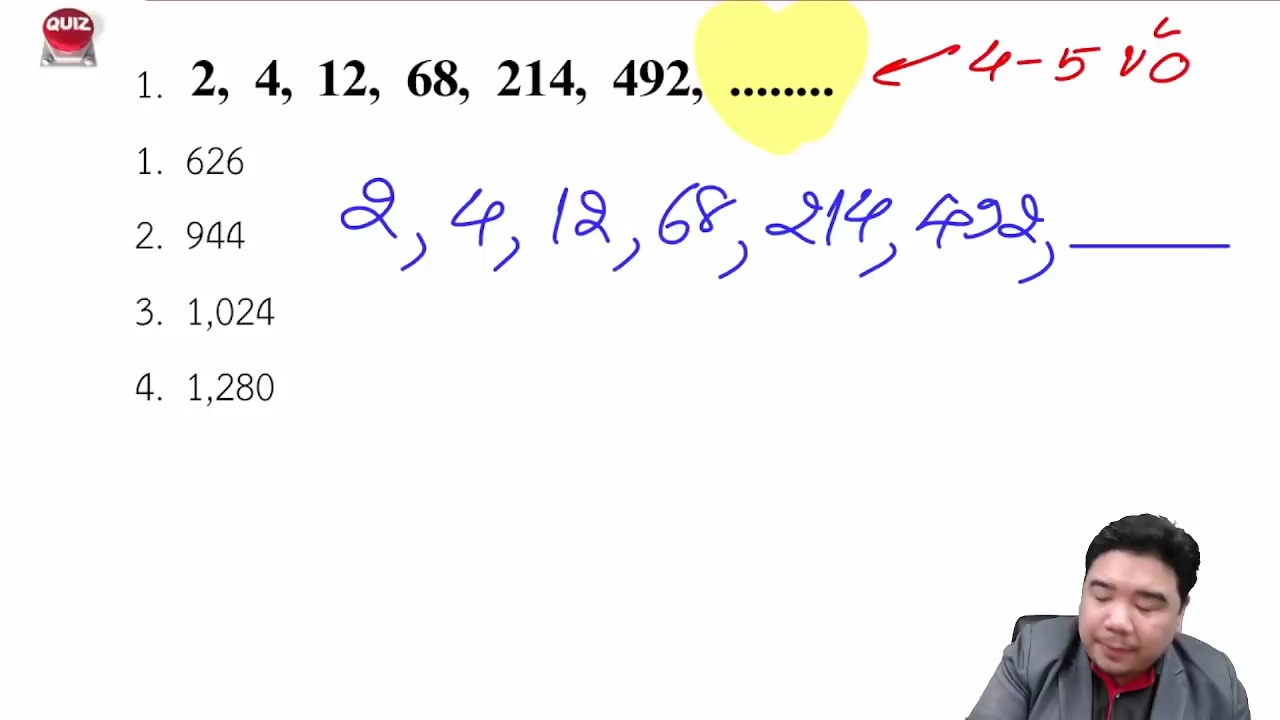 QUIZ
1. 2, 4, 12, 68, 214, 492, ........
4-5 ข้อ
1. 626
2, 4, 12, 68, 214, 492, ____
2. 944
3. 1,024
4. 1,280